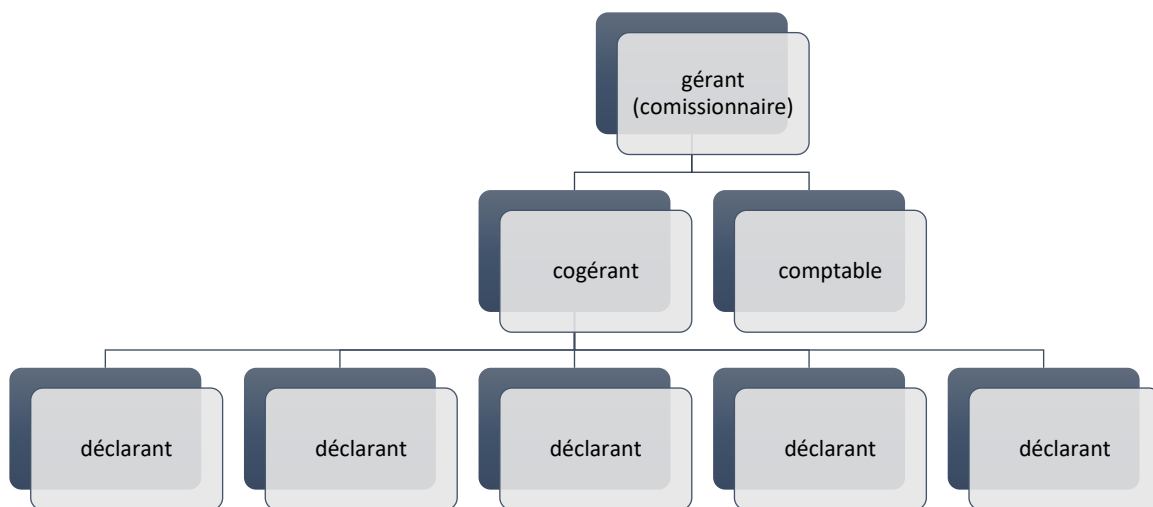 gérant
(comissionnaire)
cogérant
comptable
déclarant
déclarant
déclarant
déclarant
déclarant